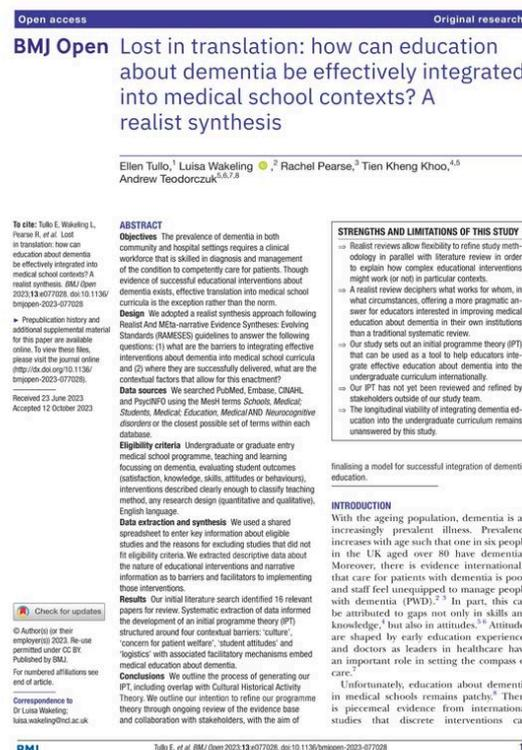 Open access
Original research
BMJ Open
Lost in translation: how can education
about dementia be effectively integrated
into medical school contexts? A
realist synthesis
Ellen Tullo,1 Luisa Wakeling ,2 Rachel Pearse,3 Tien Kheng Khoo,4,5
Andrew Teodorczuk5,6,7,8
To cite: Tullo E, Wakeling L,
Pearse R, et al. Lost
in translation: how can
education about dementia
be effectively integrated into
medical school contexts? A
realist synthesis. BMJ Open
2023;13:e077028. doi:10.1136/
bmjopen-2023-077028
► Prepublication history and
additional supplemental material
for this paper are available
online. To view these files,
please visit the journal online
(http://dx.doi.org/10.1136/
bmjopen-2023-077028).
Received 23 June 2023
Accepted 12 October 2023
Check for updates
© Author(s) (or their
employer(s)) 2023. Re-use
permitted under CC BY.
Published by BMJ.
For numbered affiliations see
end of article.
Correspondence to
Dr Luisa Wakeling;
luisa.wakeling@ncl.ac.uk
ABSTRACT
Objectives The prevalence of dementia in both
community and hospital settings requires a clinical
workforce that is skilled in diagnosis and management
of the condition to competently care for patients. Though
evidence of successful educational interventions about
dementia exists, effective translation into medical school
curricula is the exception rather than the norm.
Design We adopted a realist synthesis approach following
Realist And MEta-narrative Evidence Syntheses: Evolving
Standards (RAMESES) guidelines to answer the following
questions: (1) what are the barriers to integrating effective
interventions about dementia into medical school curricula
and (2) where they are successfully delivered, what are the
contextual factors that allow for this enactment?
Data sources We searched PubMed, Embase, CINAHL
and PsycINFO using the MesH terms Schools, Medical;
Students, Medical; Education, Medical AND Neurocognitive
disorders or the closest possible set of terms within each
database.
Eligibility criteria Undergraduate or graduate entry
medical school programme, teaching and learning
focussing on dementia, evaluating student outcomes
(satisfaction, knowledge, skills, attitudes or behaviours),
interventions described clearly enough to classify teaching
method, any research design (quantitative and qualitative),
English language.
Data extraction and synthesis We used a shared
spreadsheet to enter key information about eligible
studies and the reasons for excluding studies that did not
fit eligibility criteria. We extracted descriptive data about
the nature of educational interventions and narrative
information as to barriers and facilitators to implementing
those interventions.
Results Our initial literature search identified 16 relevant
papers for review. Systematic extraction of data informed
the development of an initial programme theory (IPT)
structured around four contextual barriers: 'culture',
'concern for patient welfare', 'student attitudes' and
'logistics' with associated facilitatory mechanisms embed
medical education about dementia.
Conclusions We outline the process of generating our
IPT, including overlap with Cultural Historical Activity
Theory. We outline our intention to refine our programme
theory through ongoing review of the evidence base
and collaboration with stakeholders, with the aim of
STRENGTHS AND LIMITATIONS OF THIS STUDY
⇒ Realist reviews allow flexibility to refine study meth-
odology in parallel with literature review in order
to explain how complex educational interventions
might work (or not) in particular contexts.
⇒ A realist review deciphers what works for whom, in
what circumstances, offering a more pragmatic an-
swer for educators interested in improving medical
education about dementia in their own institutions
than a traditional systematic review.
⇒ Our study sets out an initial programme theory (IPT)
that can be used as a tool to help educators inte-
grate effective education about dementia into the
undergraduate curriculum internationally.
⇒ Our IPT has not yet been reviewed and refined by
stakeholders outside of our study team.
⇒ The longitudinal viability of integrating dementia ed-
ucation into the undergraduate curriculum remains
unanswered by this study.
finalising a model for successful integration of dementi
education.
INTRODUCTION
With the ageing population, dementia is a
increasingly prevalent illness. Prevalenc
increases with age such that one in six peopl
in the UK aged over 80 have dementia
Moreover, there is evidence international
that care for patients with dementia is poo
and staff feel unequipped to manage peopl
with dementia (PWD).2 3 In part, this ca
be attributed to gaps not only in skills an
knowledge,4 but also in attitudes.5 6 Attitude
are shaped by early education experience
and doctors as leaders in healthcare hav
an important role in setting the compass o
care.7
Unfortunately, education about dementi
in medical schools remains patchy.8 Ther
is piecemeal evidence from internation
studies that discrete interventions ca
BMJ
Tullo E, et al. BMJ Open 2023;13:e077028. doi:10.1136/bmjopen-2023-077028